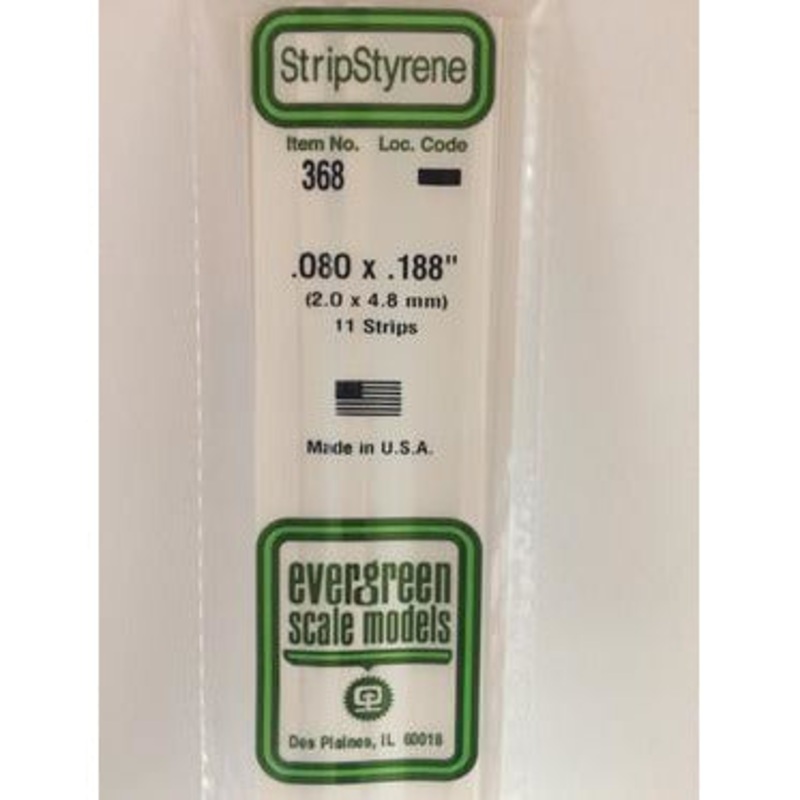 StripStyrene
Item No. Loc. Code
368
.080 x .188"
(2.0 x 4.8 mm)
11 Strips
Made in U.S.A.
evergreen
scale models
Des Plaines, IL 60018